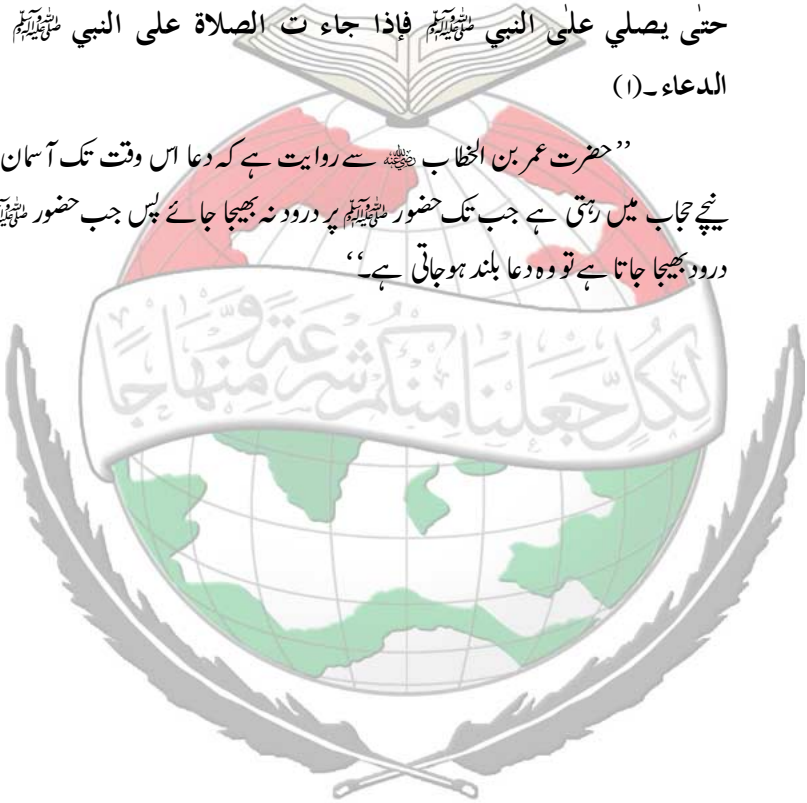 حتٰى يصلي علٰى النبي ﷺ فإذا جاء ت الصلاة على النبي ﷺ
الدعاء۔(۱)
’’حضرت عمر بن الخطاب رضی اللہ عنہ سے روایت ہے کہ دعا اس وقت تک آسمان
نیچے حجاب میں رہتی ہے جب تک حضور ﷺ پر درود نہ بھیجا جائے پس جب حضور ﷺ
درود بھیجا جاتا ہے تو وہ دعا بلند ہوجاتی ہے۔‘‘
لِكُلٍّ جَعَلْنَا مِنْكُمْ شِرْعَةً وَّمِنْهَاجًا